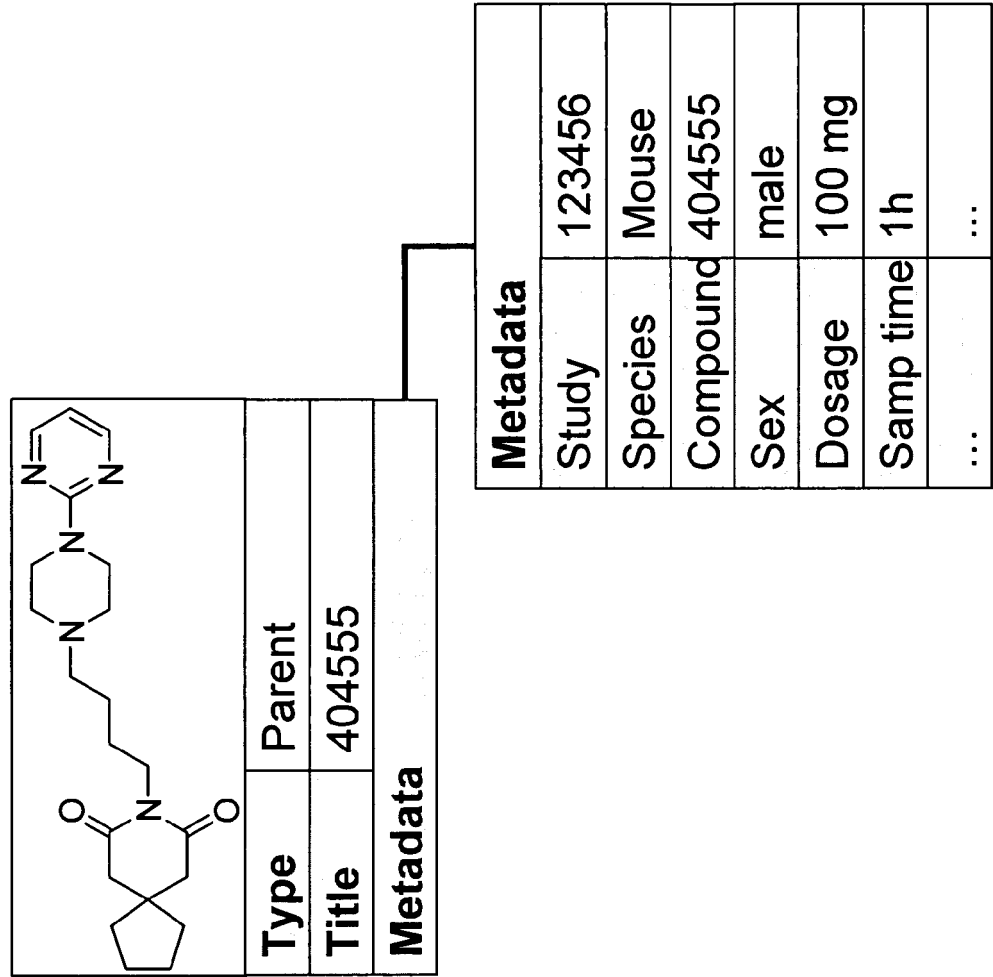 N
N
N
N
O
N
O
Type Parent
Title 404555
Metadata
Metadata
Study 123456
Species Mouse
Compound 404555
Sex male
Dosage 100 mg
Samp time 1h
... ...